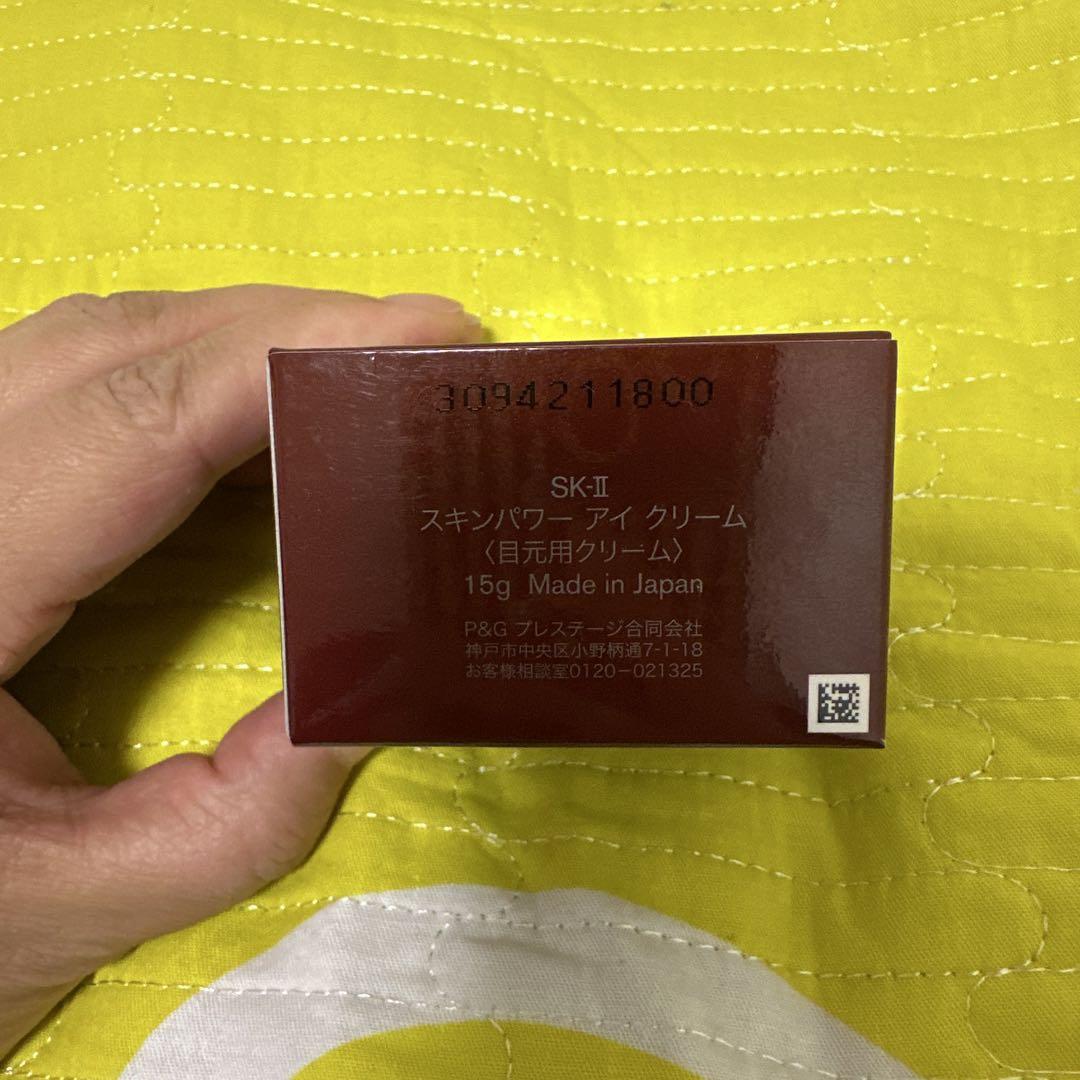 3094211800
SK-Ⅱ
スキンパワー アイ クリーム
〈目元用クリーム〉
15g Made in Japan
P&G プレステージ合同会社
神戸市中央区小野柄通7-1-18
お客様相談室0120-021325